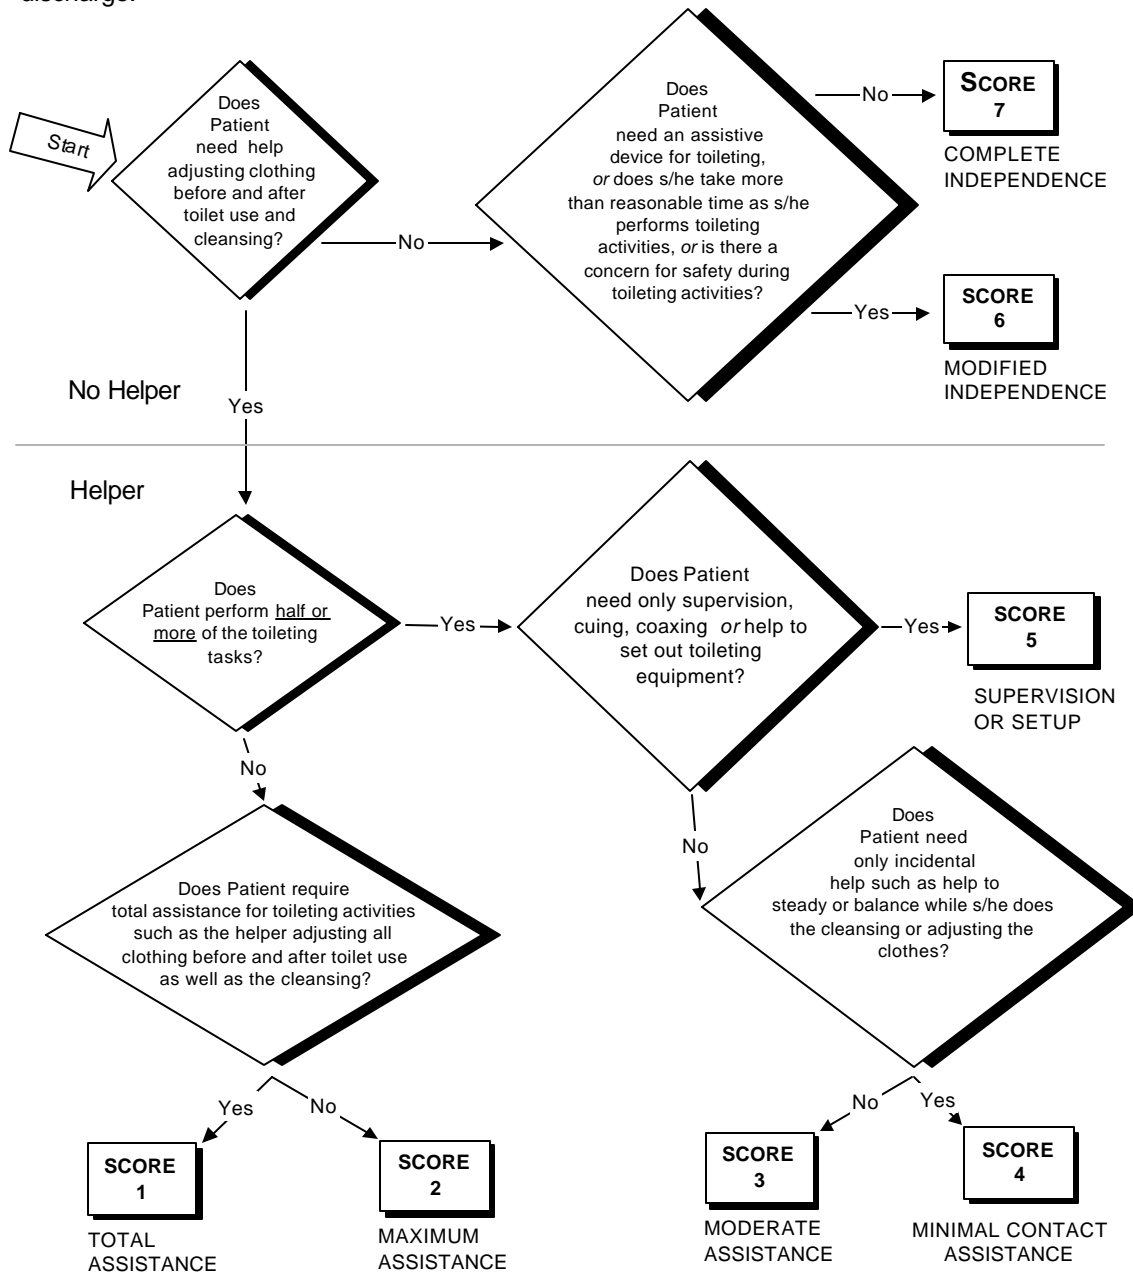 discharge.
Start
Does
Patient
need help
adjusting clothing
before and after
toilet use and
cleansing?
No
Does
Patient
need an assistive
device for toileting,
or does s/he take more
than reasonable time as s/he
performs toileting
activities, or is there a
concern for safety during
toileting activities?
No
SCORE
7
COMPLETE
INDEPENDENCE
Yes
SCORE
6
MODIFIED
INDEPENDENCE
No Helper
Yes
Helper
Does
Patient perform half or
more of the toileting
tasks?
Yes
Does Patient
need only supervision,
cuing, coaxing or help to
set out toileting
equipment?
Yes
SCORE
5
SUPERVISION
OR SETUP
No
No
Does Patient require
total assistance for toileting activities
such as the helper adjusting all
clothing before and after toilet use
as well as the cleansing?
Does
Patient need
only incidental
help such as help to
steady or balance while s/he does
the cleansing or adjusting the
clothes?
Yes
No
No
Yes
SCORE
1
TOTAL
ASSISTANCE
SCORE
2
MAXIMUM
ASSISTANCE
SCORE
3
MODERATE
ASSISTANCE
SCORE
4
MINIMAL CONTACT
ASSISTANCE